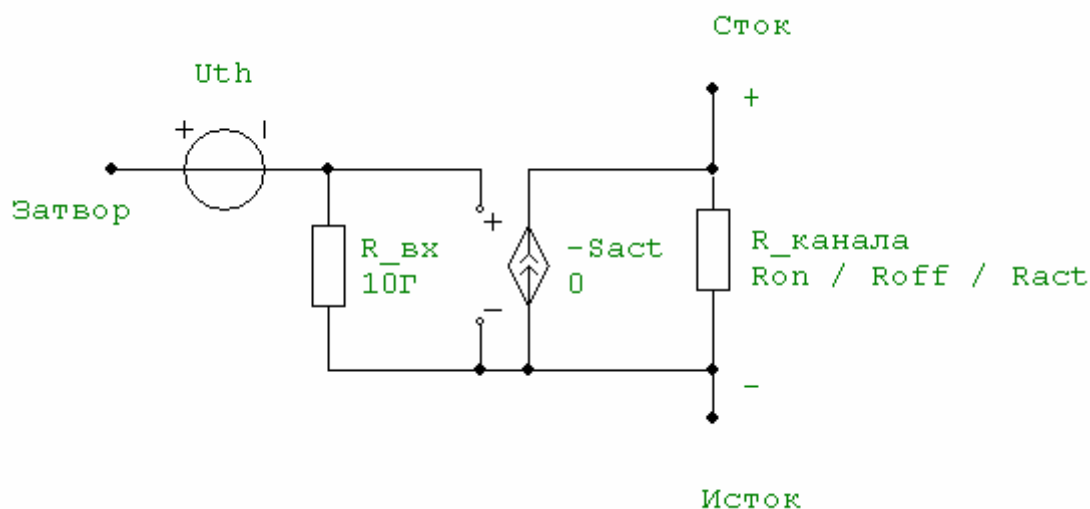 Сток
Uth
+
+
-
Затвор
+
R_вх
10Г
-Sact
0
R_канала
Ron / Roff / Ract
-
-
Исток